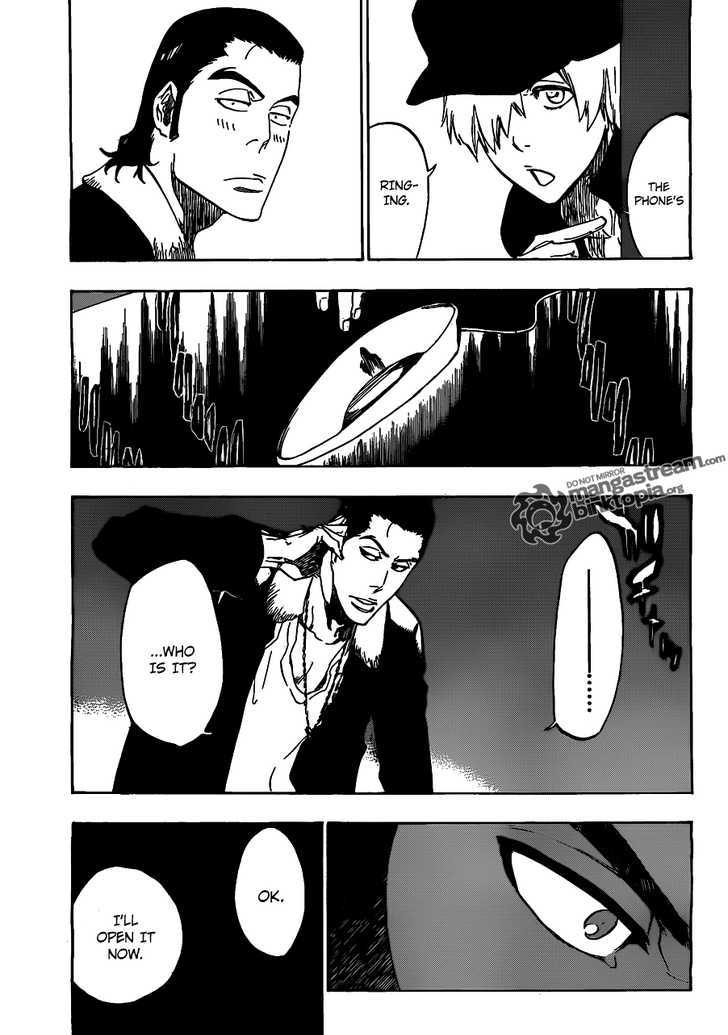 THE
PHONE'S
RING-
ING.
DO NOT MIRROR
mangastream.com
binktopia.org
...WHO
IS IT?
OK.
I'LL
OPEN IT
NOW.